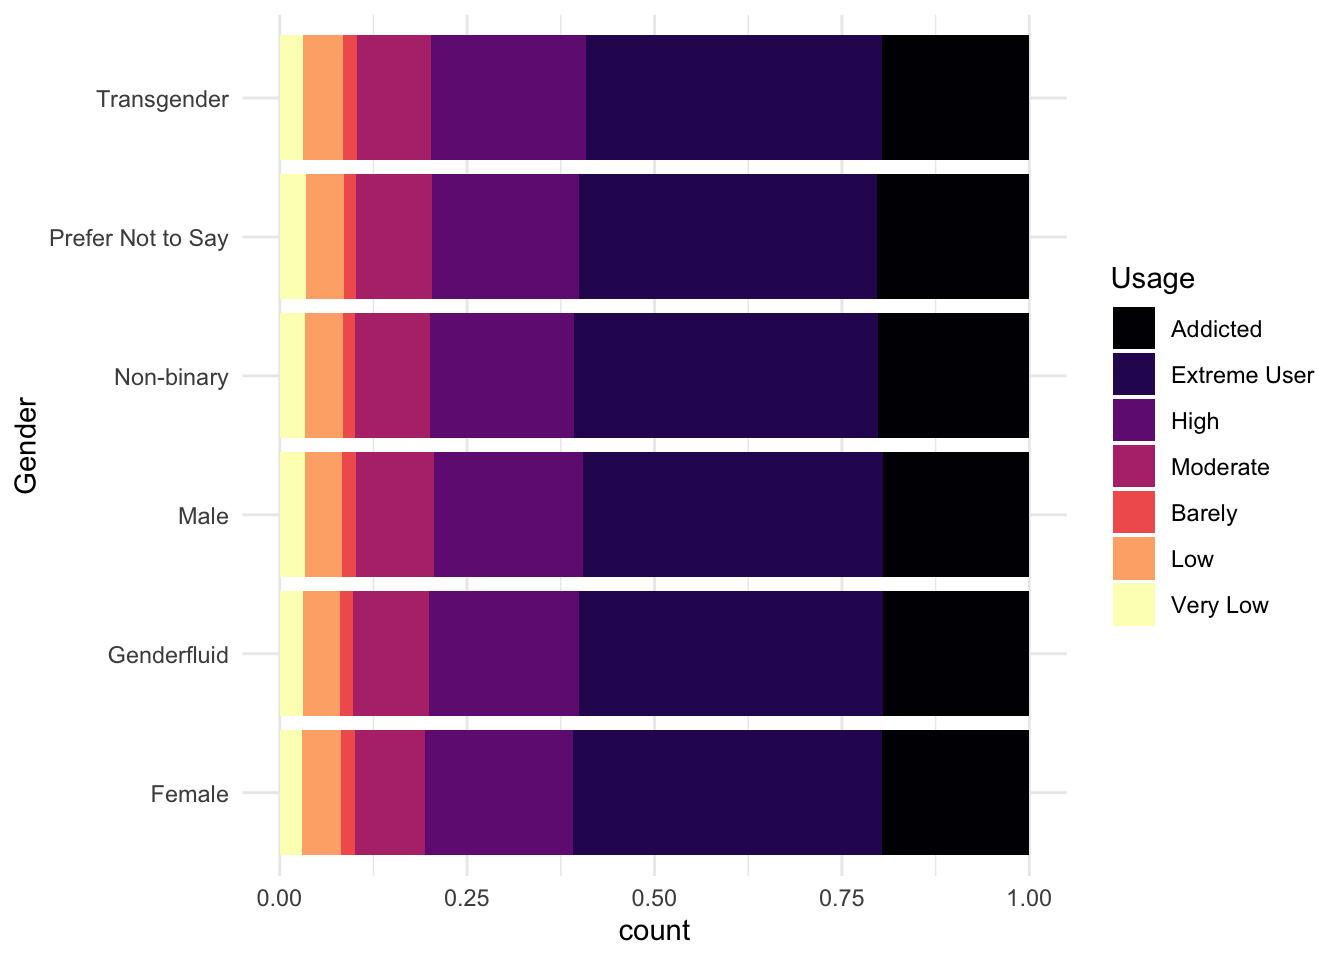 Transgender
Prefer Not to Say
Non-binary
Male
Genderfluid
Female
Gender
0.00 0.25 0.50 0.75 1.00
count
Usage
Addicted
Extreme User
High
Moderate
Barely
Low
Very Low